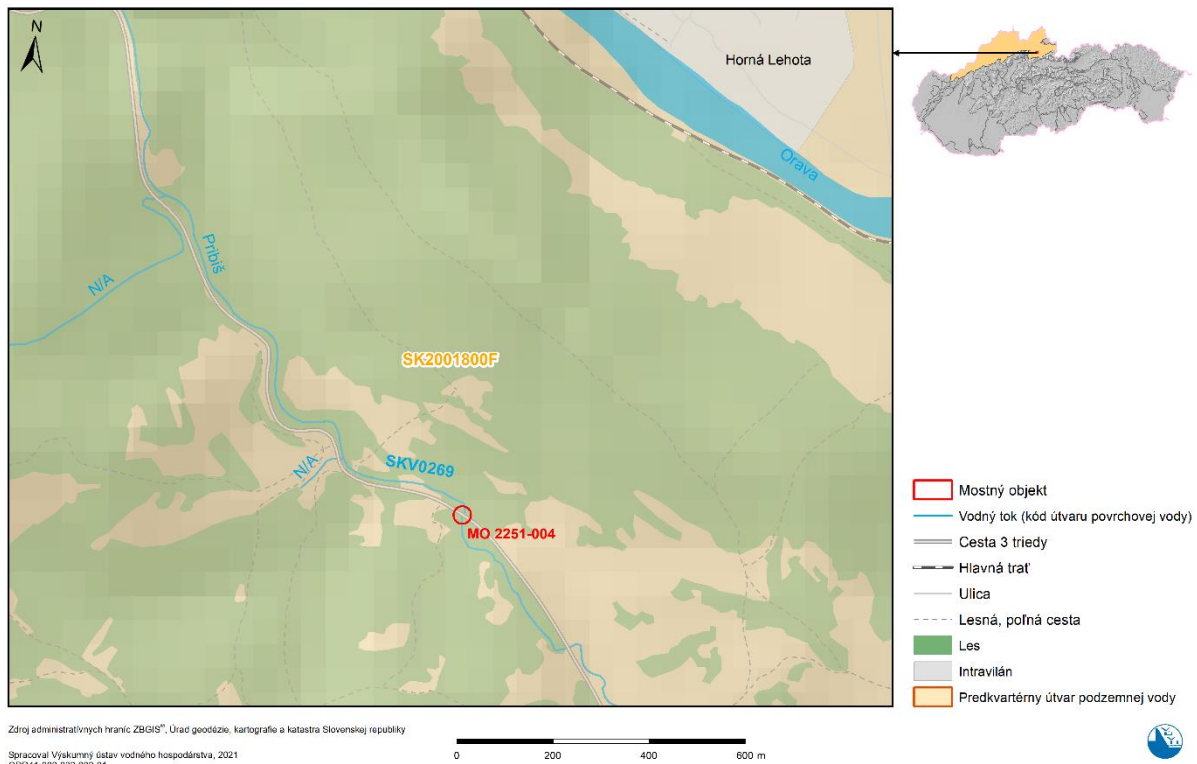 N
Horná Lehota
Orava
Pribiš
N/A
SK2001800F
N/A
SKV0269
MO 2251-004
Mostný objekt
Vodný tok (kód útvaru povrchovej vody)
Cesta 3 triedy
Hlavná trať
Ulica
Lesná, poľná cesta
Les
Intravilán
Predkvartérny útvar podzemnej vody
Zdroj administratívnych hraníc ZBGIS®, Úrad geodézie, kartografie a katastra Slovenskej republiky
Spracoval Výskumný ústav vodného hospodárstva, 2021
0 200 400 600 m